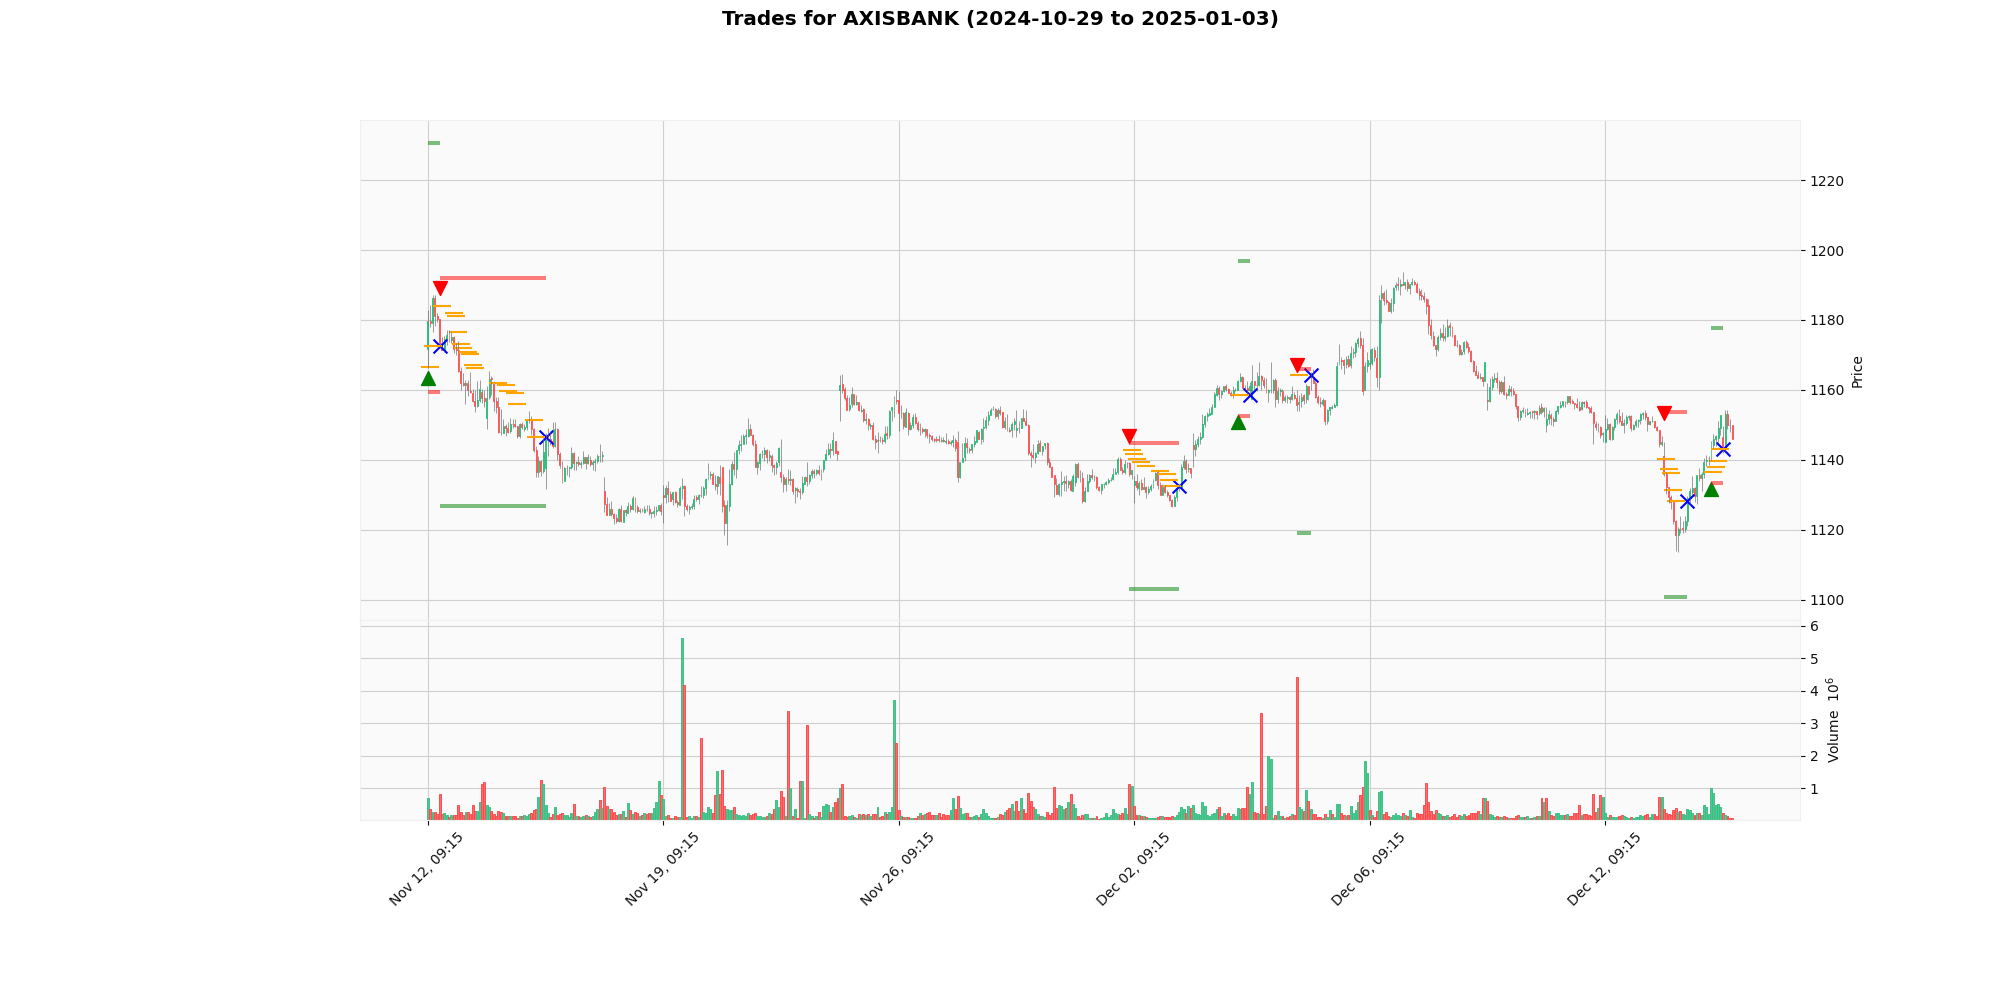 Trades for AXISBANK (2024-10-29 to 2025-01-03)
1220
1200
1180
1160
1140
1120
1100
Price
6
5
4
3
2
1
Volume 10^6
Nov 12, 09:15
Nov 19, 09:15
Nov 26, 09:15
Dec 02, 09:15
Dec 06, 09:15
Dec 12, 09:15